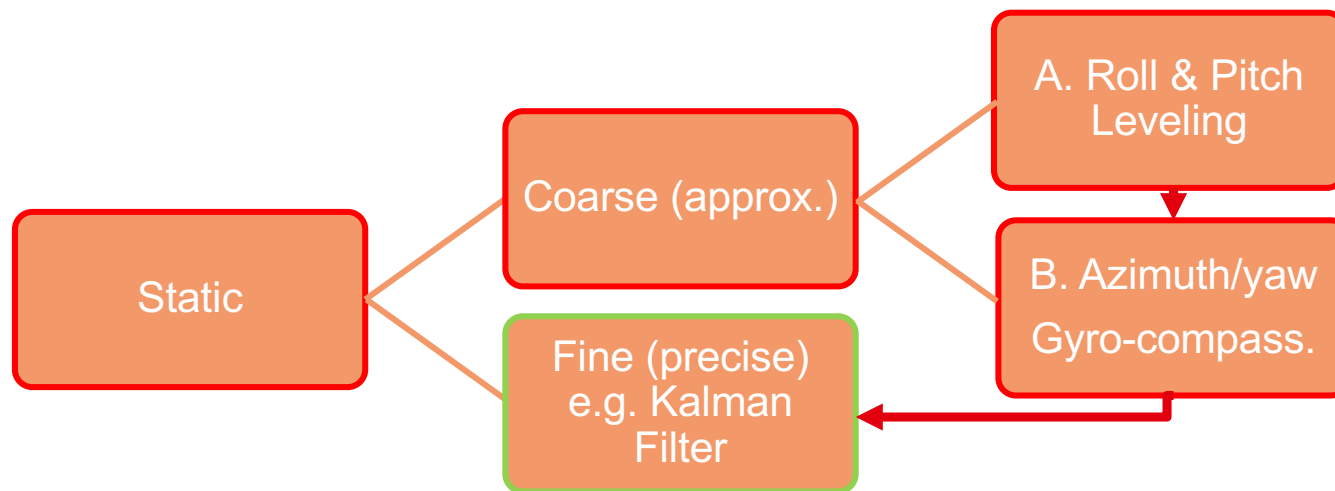 Static
Coarse (approx.)
Fine (precise)
e.g. Kalman
Filter
A. Roll & Pitch
Leveling
B. Azimuth/yaw
Gyro-compass.